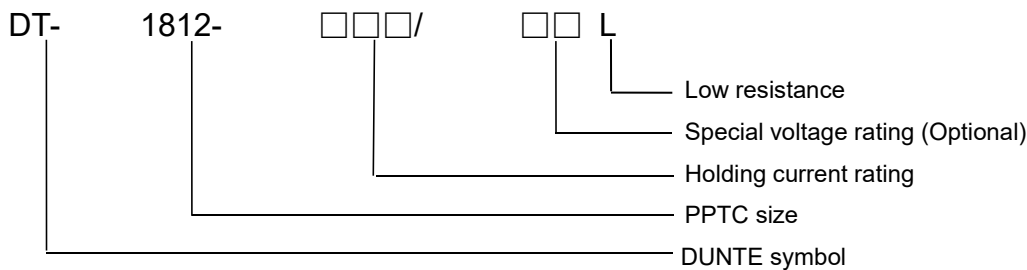 DT- 1812- □□□/ □□ L
Low resistance
Special voltage rating (Optional)
Holding current rating
PPTC size
DUNTE symbol